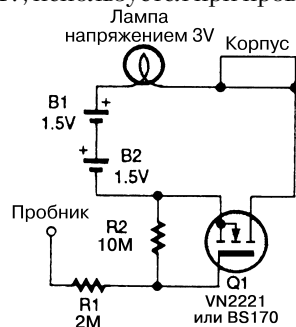 Лампа
напряжением 3V
Корпус
B1
1.5V
B2
1.5V
Пробник
R2
10M
R1
2M
Q1
VN2221
или BS170